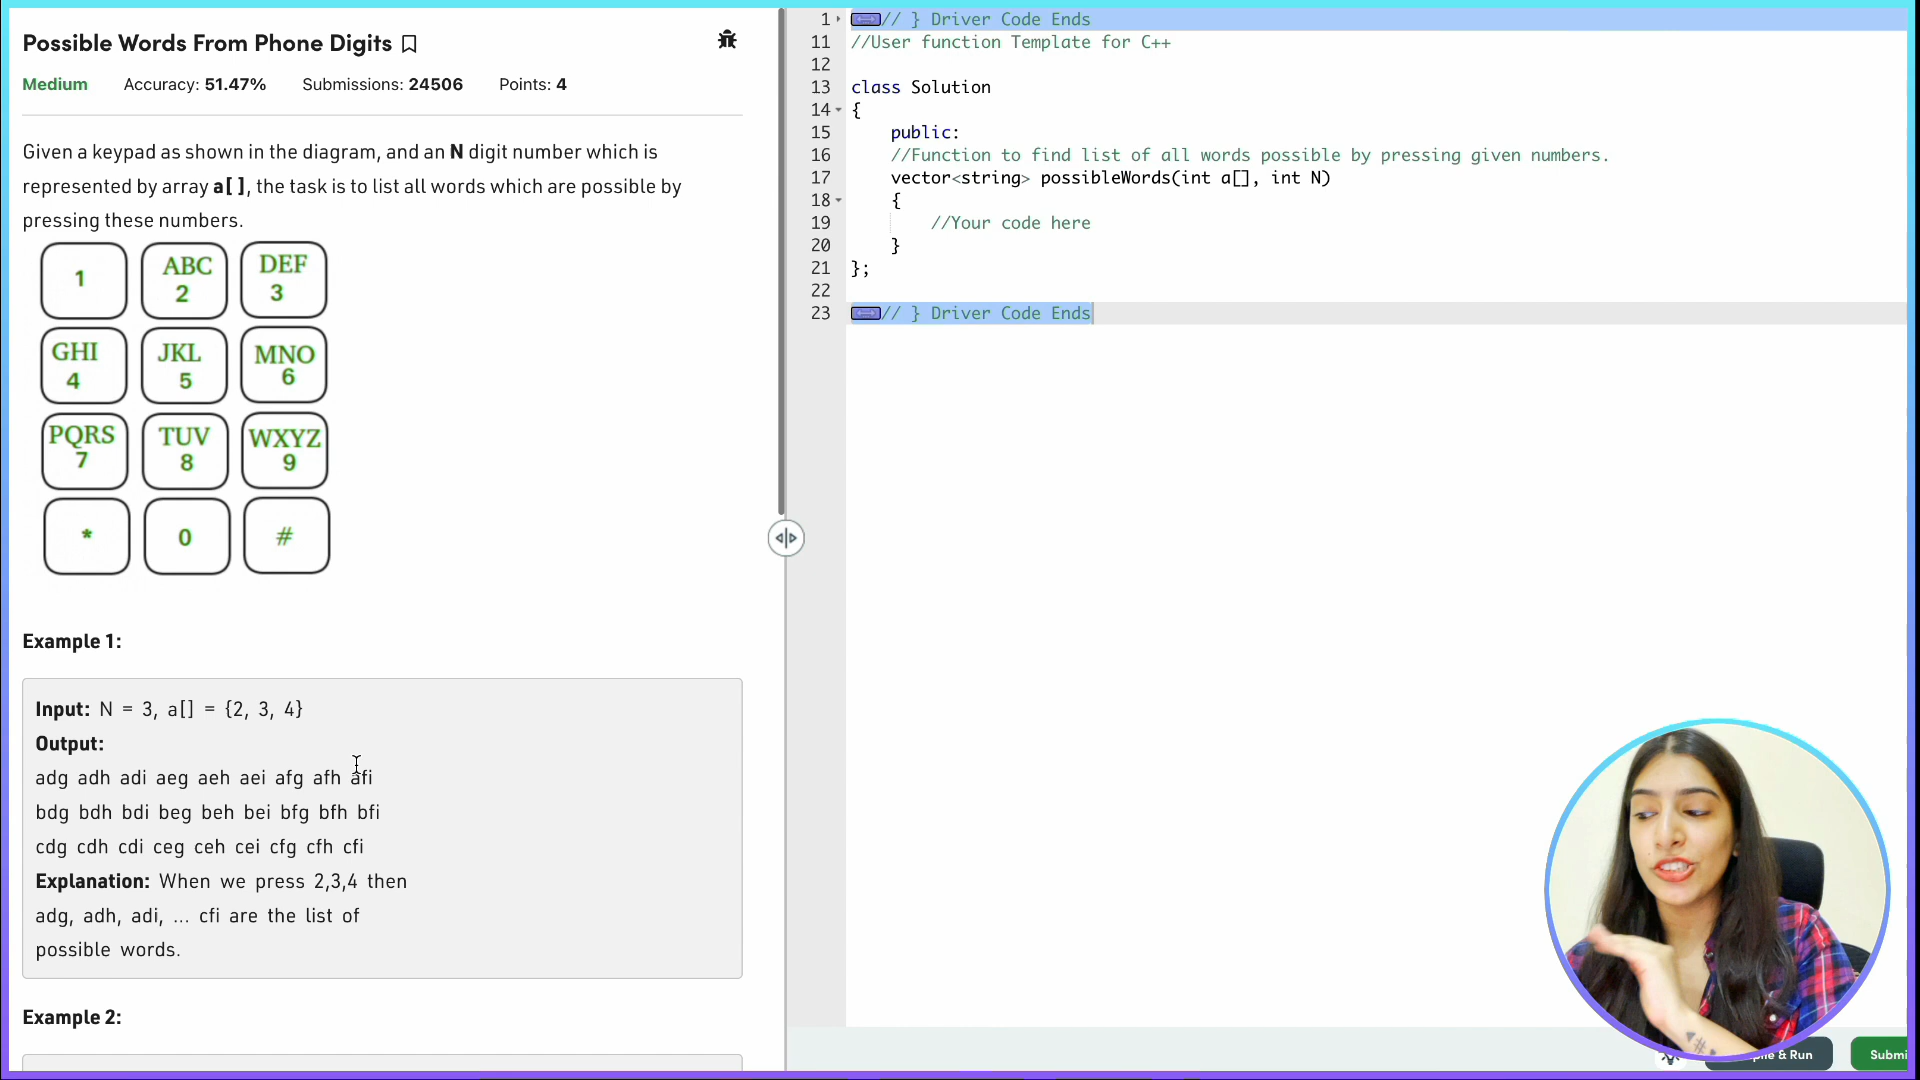 Possible Words From Phone Digits
Medium Accuracy: 51.47% Submissions: 24506 Points: 4
Given a keypad as shown in the diagram, and an N digit number which is
represented by array a[ ], the task is to list all words which are possible by
pressing these numbers.
1 ABC 2 DEF 3
GHI 4 JKL 5 MNO 6
PQRS 7 TUV 8 WXYZ 9
* 0 #
Example 1:
Input: N = 3, a[] = {2, 3, 4}
Output:
adg adh adi aeg aeh aei afg afh afi
bdg bdh bdi beg beh bei bfg bfh bfi
cdg cdh cdi ceg ceh cei cfg cfh cfi
Explanation: When we press 2,3,4 then
adg, adh, adi, ... cfi are the list of
possible words.
Example 2:
1 // } Driver Code Ends
11 //User function Template for C++
12
13 class Solution
14 {
15 public:
16 //Function to find list of all words possible by pressing given numbers.
17 vector<string> possibleWords(int a[], int N)
18 {
19 //Your code here
20 }
21 };
22
23 // } Driver Code Ends
& Run